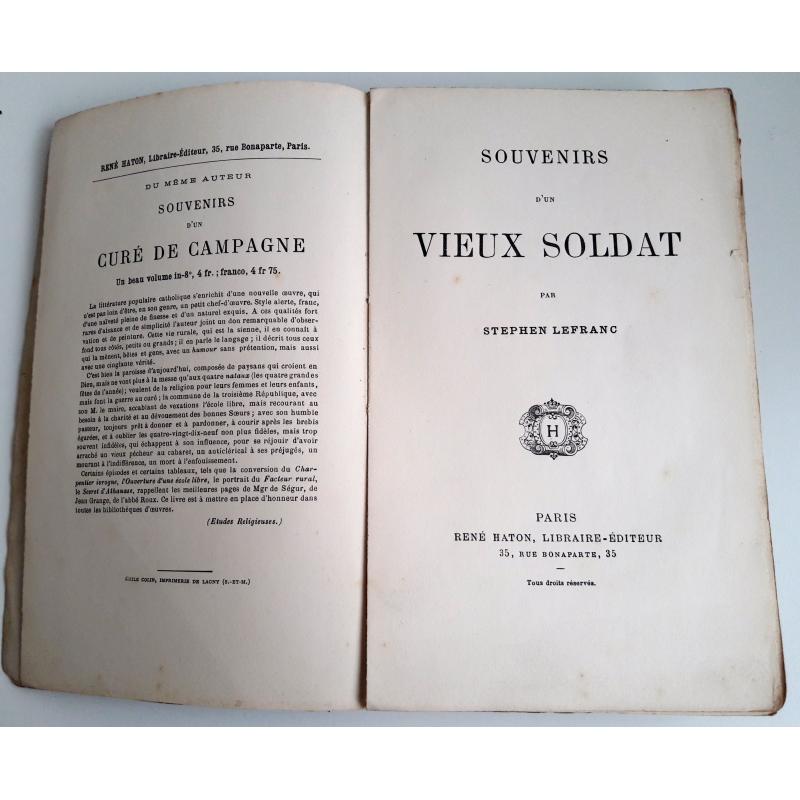 RENÉ HATON, Libraire-Éditeur, 35, rue Bonaparte, Paris.
DU MÊME AUTEUR
SOUVENIRS
D'UN
CURÉ DE CAMPAGNE
Un beau volume in-8°, 4 fr. ; franco, 4 fr 75.
La littérature populaire catholique s'enrichit d'une nouvelle œuvre, qui
n'est pas loin d'être, en son genre, un petit chef-d'œuvre. Style alerte, franc,
d'une naïveté pleine de finesse et d'un naturel exquis. A ces qualités fort
rares d'aisance et de simplicité l'auteur joint un don remarquable d'obser-
vation et de peinture. Cette vie rurale, qui est la sienne, il en connaît à
fond tous côtés, petits ou grands ; il en parle le langage ; il décrit tous ceux
qui la mènent, bêtes et gens, avec un humour sans prétention, mais aussi
avec une cinglante vérité.
C'est bien la paroisse d'aujourd'hui, composée de paysans qui croient en
Dieu, mais ne vont plus à la messe qu'aux quatre nataux (les quatre grandes
fêtes de l'année) ; veulent de la religion pour leurs femmes et leurs enfants,
mais font la guerre au curé ; la commune de la troisième République, avec
son M. le maire, accablant de vexations l'école libre, mais recourant au
besoin à la charité et au dévouement des bonnes Sœurs ; avec son humble
pasteur, toujours prêt à donner et à pardonner, à courir après les brebis
égarées, et à oublier les quatre-vingt-dix-neuf non plus fidèles, mais trop
souvent infidèles, qui échappent à son influence, pour se réjouir d'avoir
arraché un vieux pécheur au cabaret, un anticlérical à ses préjugés, un
mourant à l'indifférence, un mort à l'enfouissement.
Certains épisodes et certains tableaux, tels que la conversion du Char-
pentier ivrogne, l'Ouverture d'une école libre, le portrait du Facteur rural,
le Secret d'Athanase, rappellent les meilleures pages de Mgr de Ségur, de
Jean Grange, de l'abbé Roux. Ce livre est à mettre en place d'honneur dans
toutes les bibliothèques d'œuvres.
(Etudes Religieuses.)
ÉMILE COLIN, IMPRIMERIE DE LAGNY (S.-ET-M.)
SOUVENIRS
D'UN
VIEUX SOLDAT
PAR
STEPHEN LEFRANC
H
PARIS
RENÉ HATON, LIBRAIRE-ÉDITEUR
35, RUE BONAPARTE, 35
Tous droits réservés.